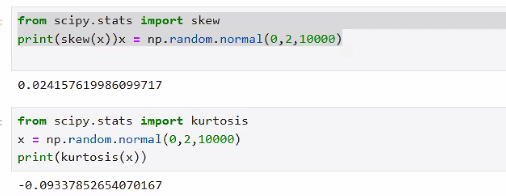 from scipy.stats import skew
print(skew(x))x = np.random.normal(0,2,10000)
0.024157619986099717
from scipy.stats import kurtosis
x = np.random.normal(0,2,10000)
print(kurtosis(x))
-0.09337852654070167